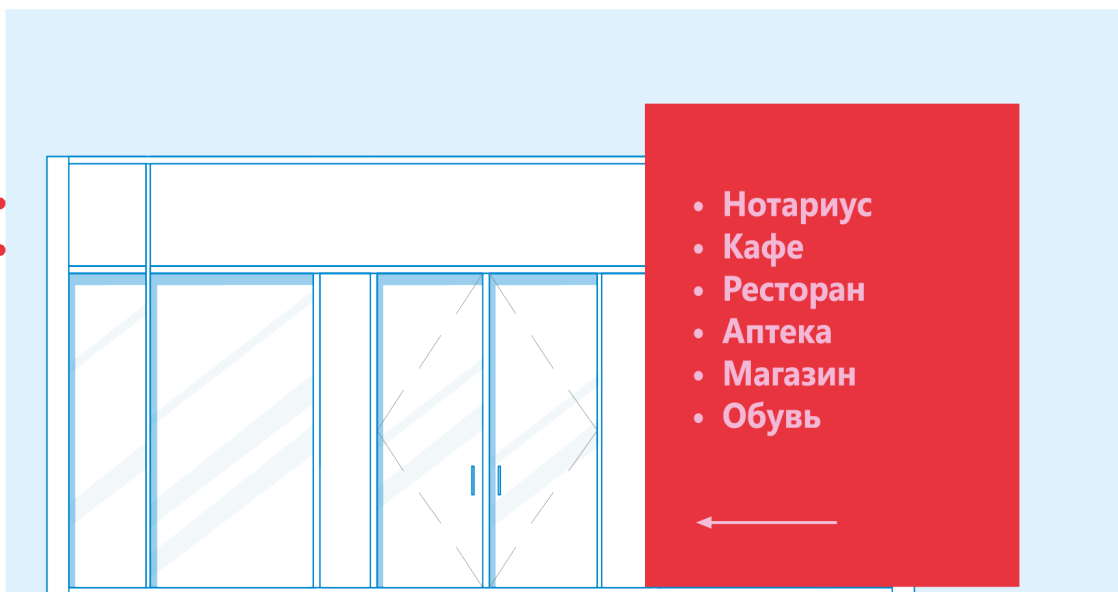 • Нотариус
• Кафе
• Ресторан
• Аптека
• Магазин
• Обувь